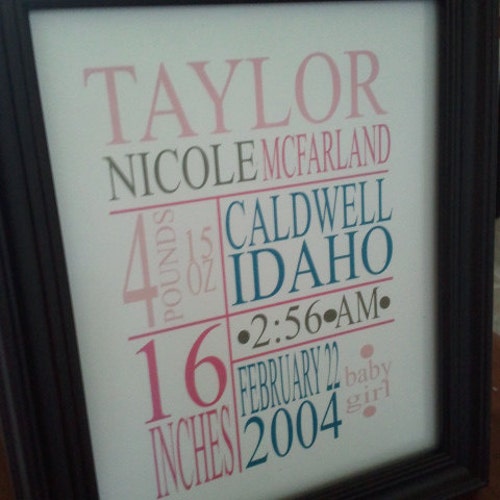 TAYLOR
NICOLE MCFARLAND
4 POUNDS 15 OZ
CALDWELL
IDAHO
•2:56•AM•
16
INCHES
FEBRUARY 22
2004
baby
girl